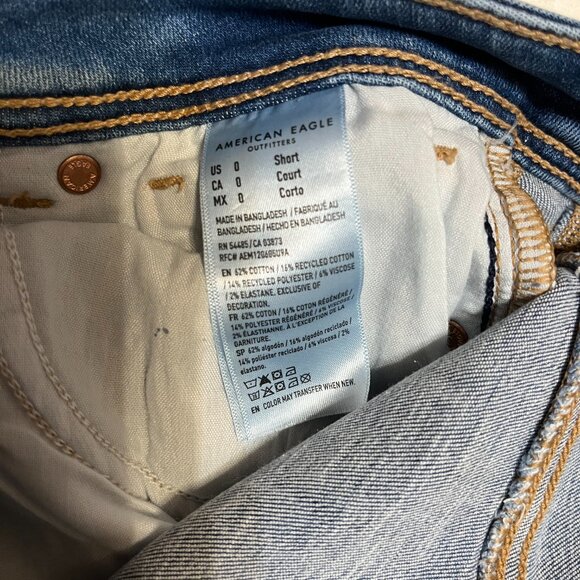 AMERICAN EAGLE
OUTFITTERS
US 0 Short
CA 0 Court
MX 0 Corto
MADE IN BANGLADESH / FABRIQUÉ AU
BANGLADESH / HECHO EN BANGLADESH
RN 54485/CA 03873
RFC# AEM120605U9A
EN 62% COTTON / 16% RECYCLED COTTON
/ 14% RECYCLED POLYESTER / 6% VISCOSE
/ 2% ELASTANE. EXCLUSIVE OF
DECORATION.
FR 62% COTON / 16% COTON RÉGÉNÉRÉ /
14% POLYESTER RÉGÉNÉRÉ / 6% VISCOSE /
2% ÉLASTHANNE. À L'EXCEPTION DE LA
GARNITURE.
SP 62% algodón / 16% algodón reciclado /
14% poliéster reciclado / 6% viscosa / 2%
elastano.
EN COLOR MAY TRANSFER WHEN NEW.
AMERICAN EAGLE